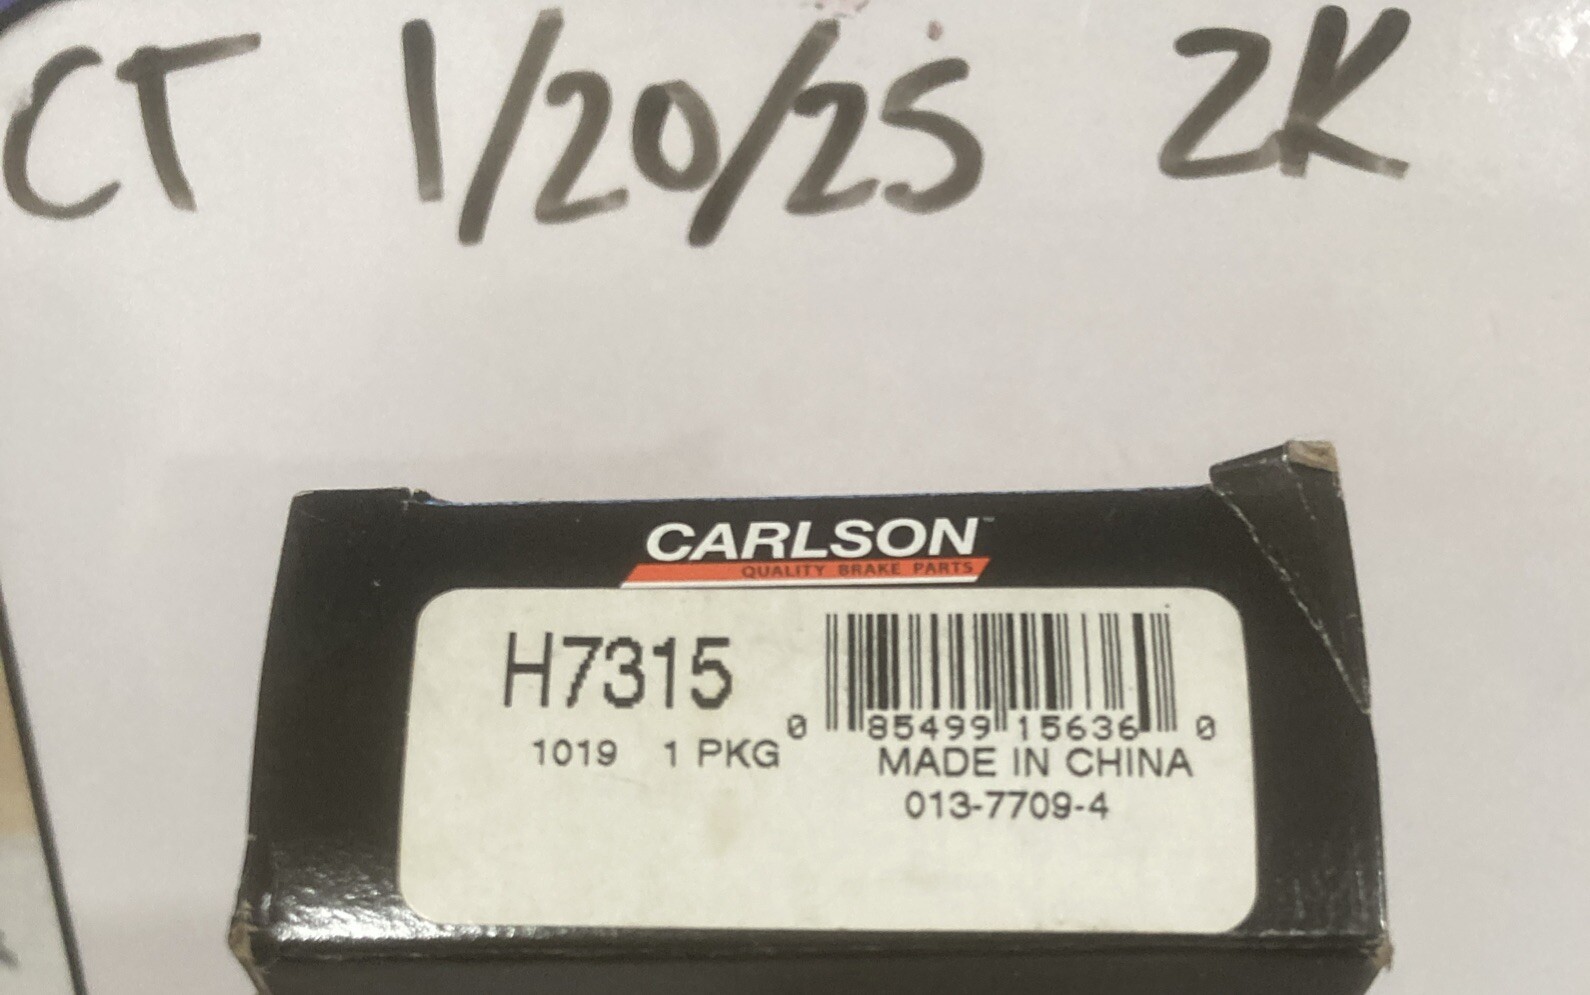 CT 1/20/25 2K
CARLSON™
QUALITY BRAKE PARTS
H7315
1019 1 PKG
0 85499 15636 0
MADE IN CHINA
013-7709-4